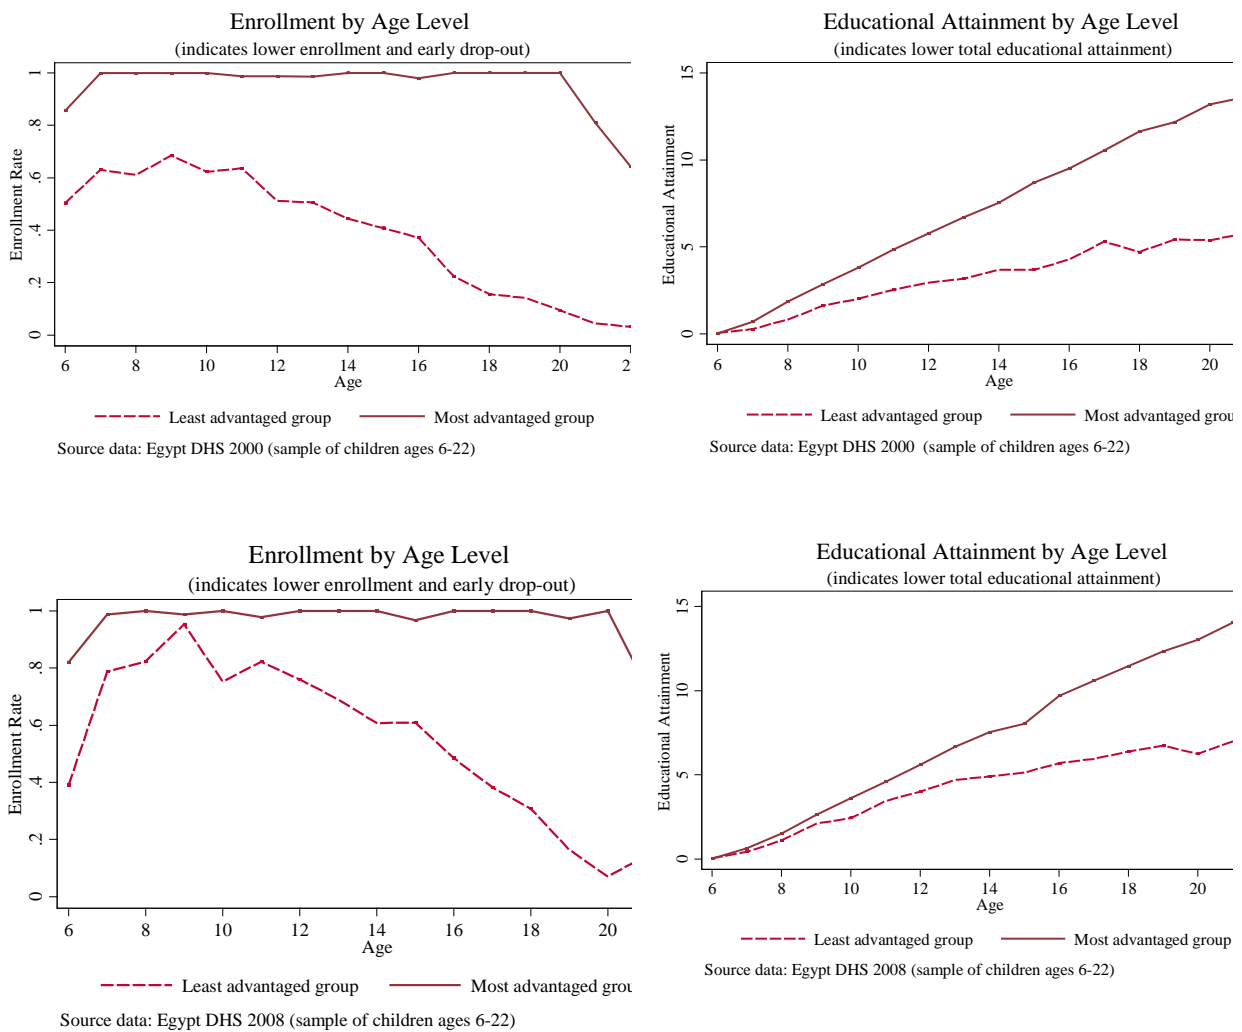 Enrollment by Age Level
(indicates lower enrollment and early drop-out)
Enrollment Rate
1
.8
.6
.4
.2
0
6 8 10 12 14 16 18 20 2
Age
Least advantaged group Most advantaged group
Source data: Egypt DHS 2000 (sample of children ages 6-22)
Educational Attainment by Age Level
(indicates lower total educational attainment)
Educational Attainment
15
10
5
0
6 8 10 12 14 16 18 20
Age
Least advantaged group Most advantaged grou
Source data: Egypt DHS 2000 (sample of children ages 6-22)
Enrollment by Age Level
(indicates lower enrollment and early drop-out)
Enrollment Rate
1
.8
.6
.4
.2
0
6 8 10 12 14 16 18 20
Age
Least advantaged group Most advantaged grou
Source data: Egypt DHS 2008 (sample of children ages 6-22)
Educational Attainment by Age Level
(indicates lower total educational attainment)
Educational Attainment
15
10
5
0
6 8 10 12 14 16 18 20
Age
Least advantaged group Most advantaged group
Source data: Egypt DHS 2008 (sample of children ages 6-22)